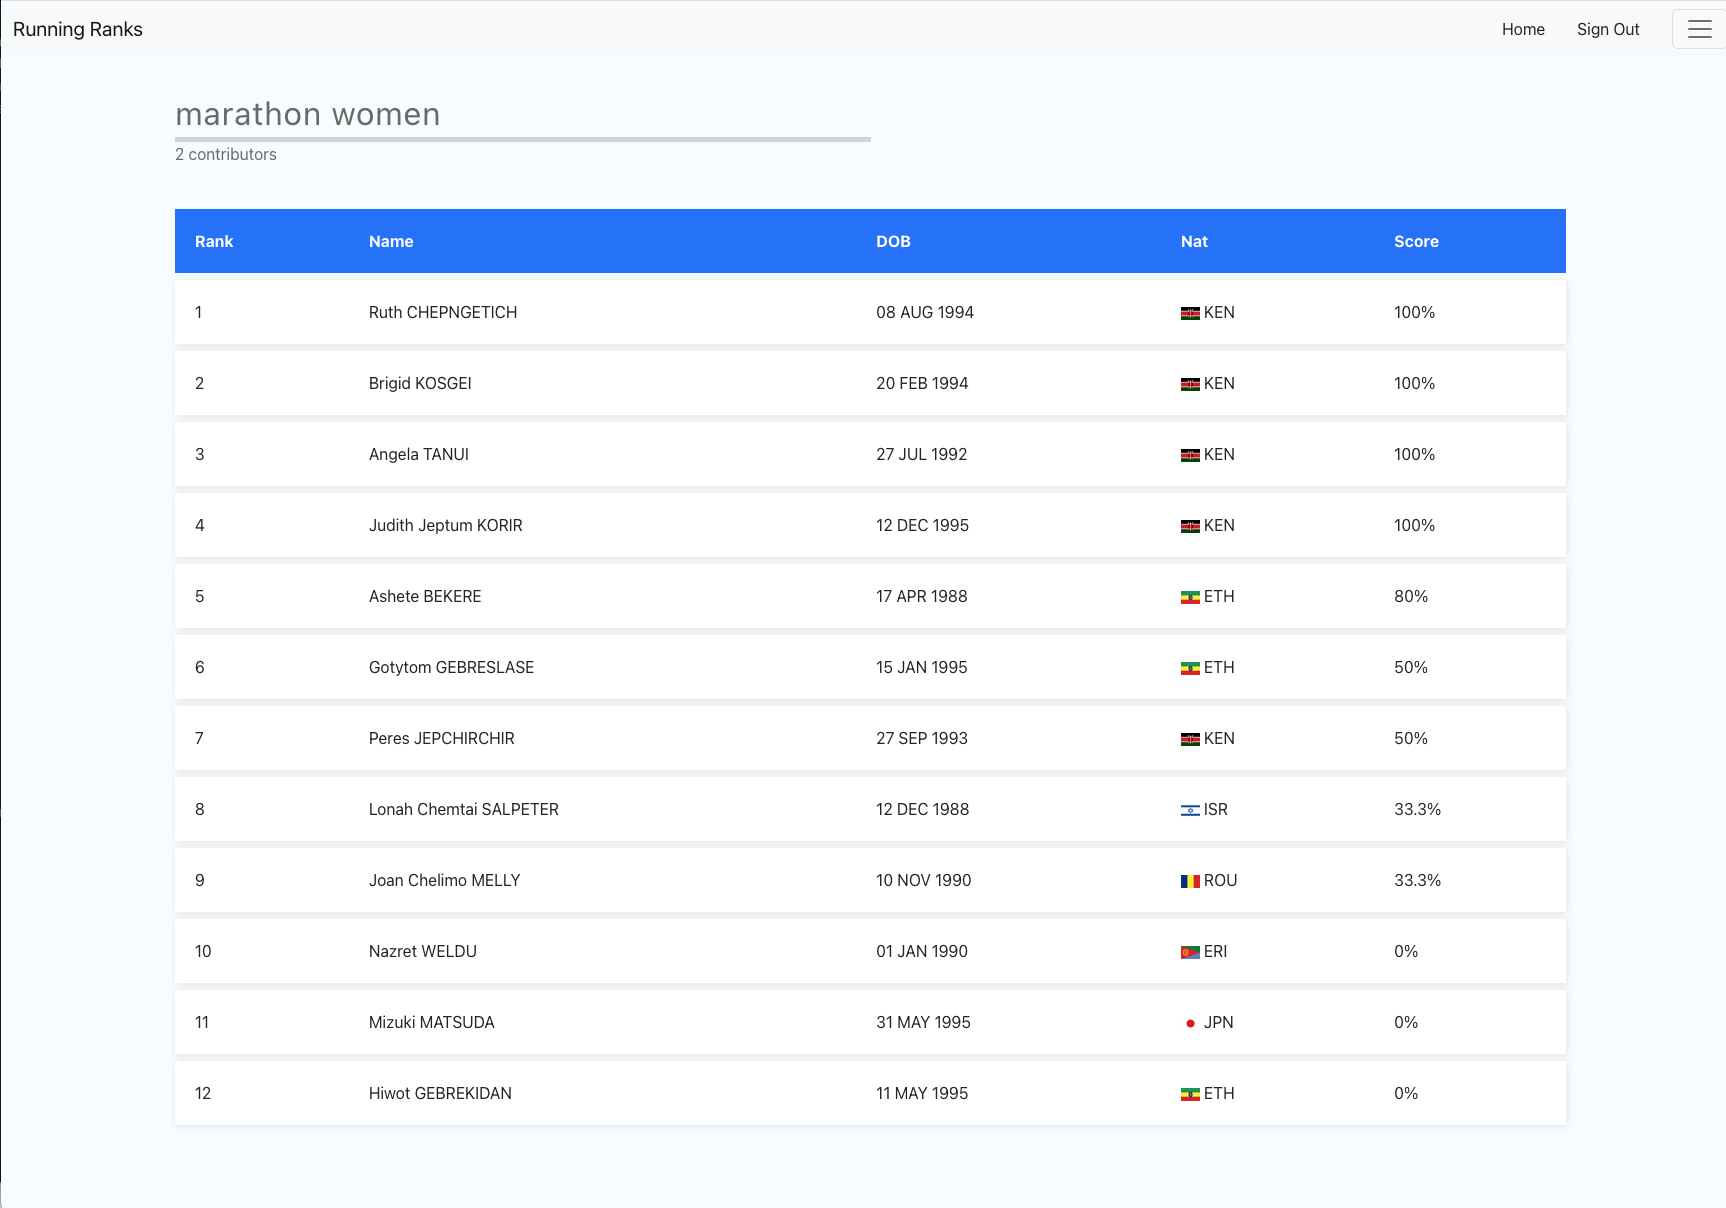 Running Ranks Home Sign Out
marathon women
2 contributors
Rank Name DOB Nat Score
1 Ruth CHEPNGETICH 08 AUG 1994 KEN 100%
2 Brigid KOSGEI 20 FEB 1994 KEN 100%
3 Angela TANUI 27 JUL 1992 KEN 100%
4 Judith Jeptum KORIR 12 DEC 1995 KEN 100%
5 Ashete BEKERE 17 APR 1988 ETH 80%
6 Gotytom GEBRESLASE 15 JAN 1995 ETH 50%
7 Peres JEPCHIRCHIR 27 SEP 1993 KEN 50%
8 Lonah Chemtai SALPETER 12 DEC 1988 ISR 33.3%
9 Joan Chelimo MELLY 10 NOV 1990 ROU 33.3%
10 Nazret WELDU 01 JAN 1990 ERI 0%
11 Mizuki MATSUDA 31 MAY 1995 JPN 0%
12 Hiwot GEBREKIDAN 11 MAY 1995 ETH 0%